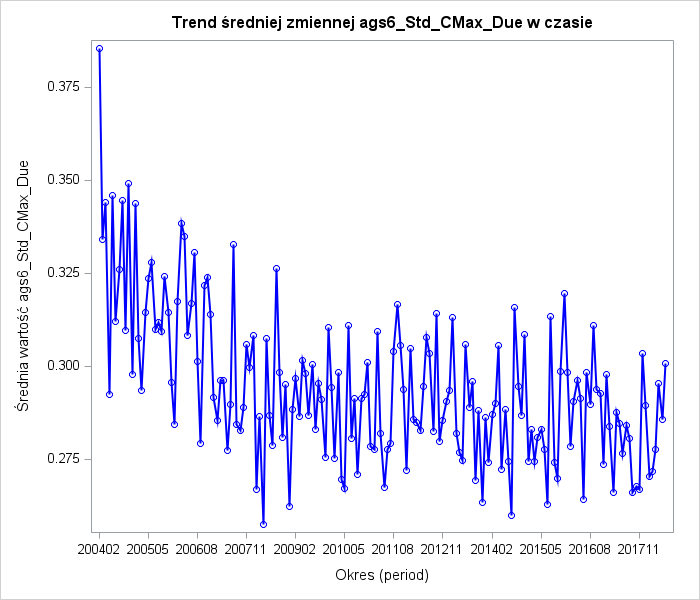 Trend średniej zmiennej ags6_Std_CMax_Due w czasie
Średnia wartość ags6_Std_CMax_Due
0.375
0.350
0.325
0.300
0.275
200402 200505 200608 200711 200902 201005 201108 201211 201402 201505 201608 201711
Okres (period)